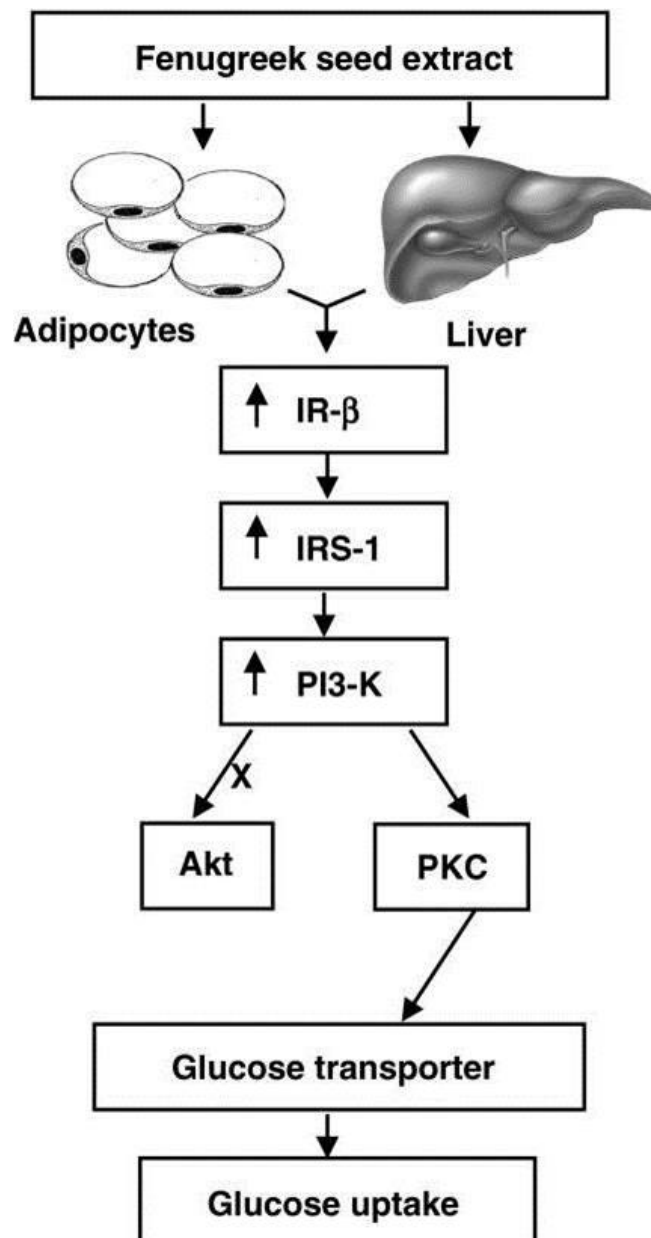 Fenugreek seed extract
Adipocytes
Liver
↑ IR-β
↑ IRS-1
↑ PI3-K
X
Akt
PKC
Glucose transporter
Glucose uptake